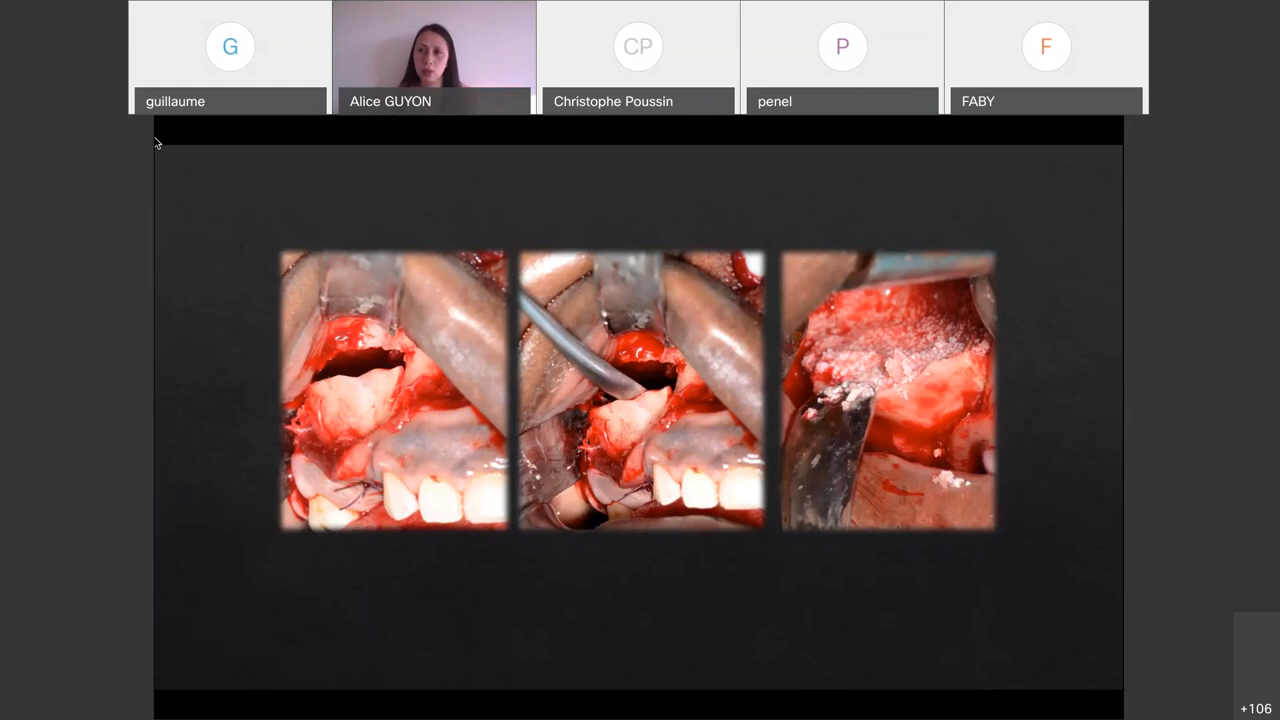 G
CP
P
F
guillaume
Alice GUYON
Christophe Poussin
penel
FABY
+106